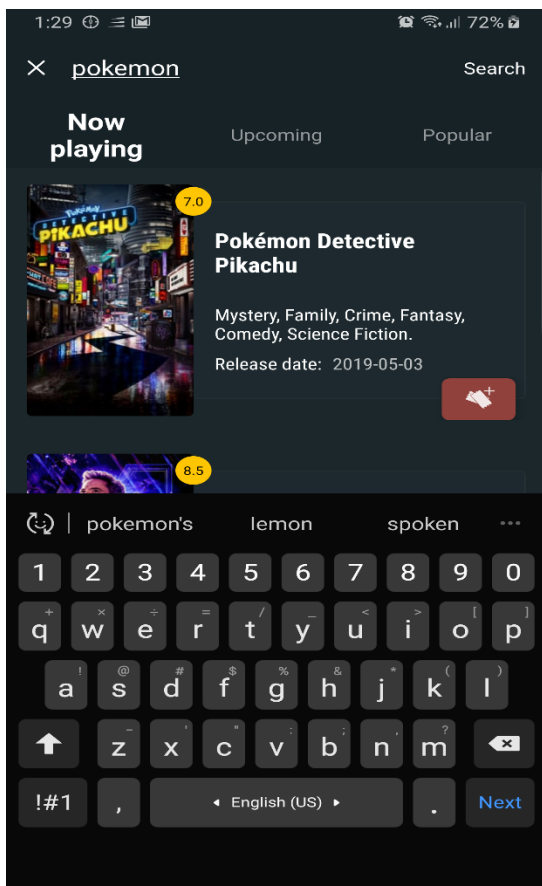 1:29 72%
pokemon Search
Now playing Upcoming Popular
7.0
POKÉMON
DETECTIVE
PIKACHU
Pokémon Detective
Pikachu
Mystery, Family, Crime, Fantasy,
Comedy, Science Fiction.
Release date: 2019-05-03
8.5
pokemon's lemon spoken
1 2 3 4 5 6 7 8 9 0
+ × ÷ = / _ < > [ ]
q w e r t y u i o p
! @ # $ % & * ( )
a s d f g h j k l
- ' " : ; , ?
z x c v b n m
!#1 , English (US) . Next